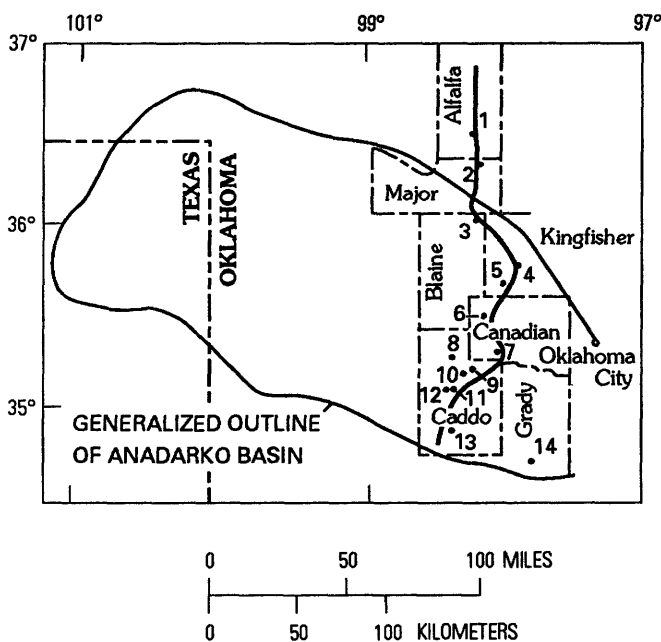 101°
99°
97°
37°
Alfalfa
1
2
TEXAS
OKLAHOMA
Major
36°
3
Kingfisher
Blaine
5
4
6
Canadian
8
7
Oklahoma
City
10
9
12
11
35°
Caddo
Grady
GENERALIZED OUTLINE
OF ANADARKO BASIN
13
14
0 50 100 MILES
0 50 100 KILOMETERS